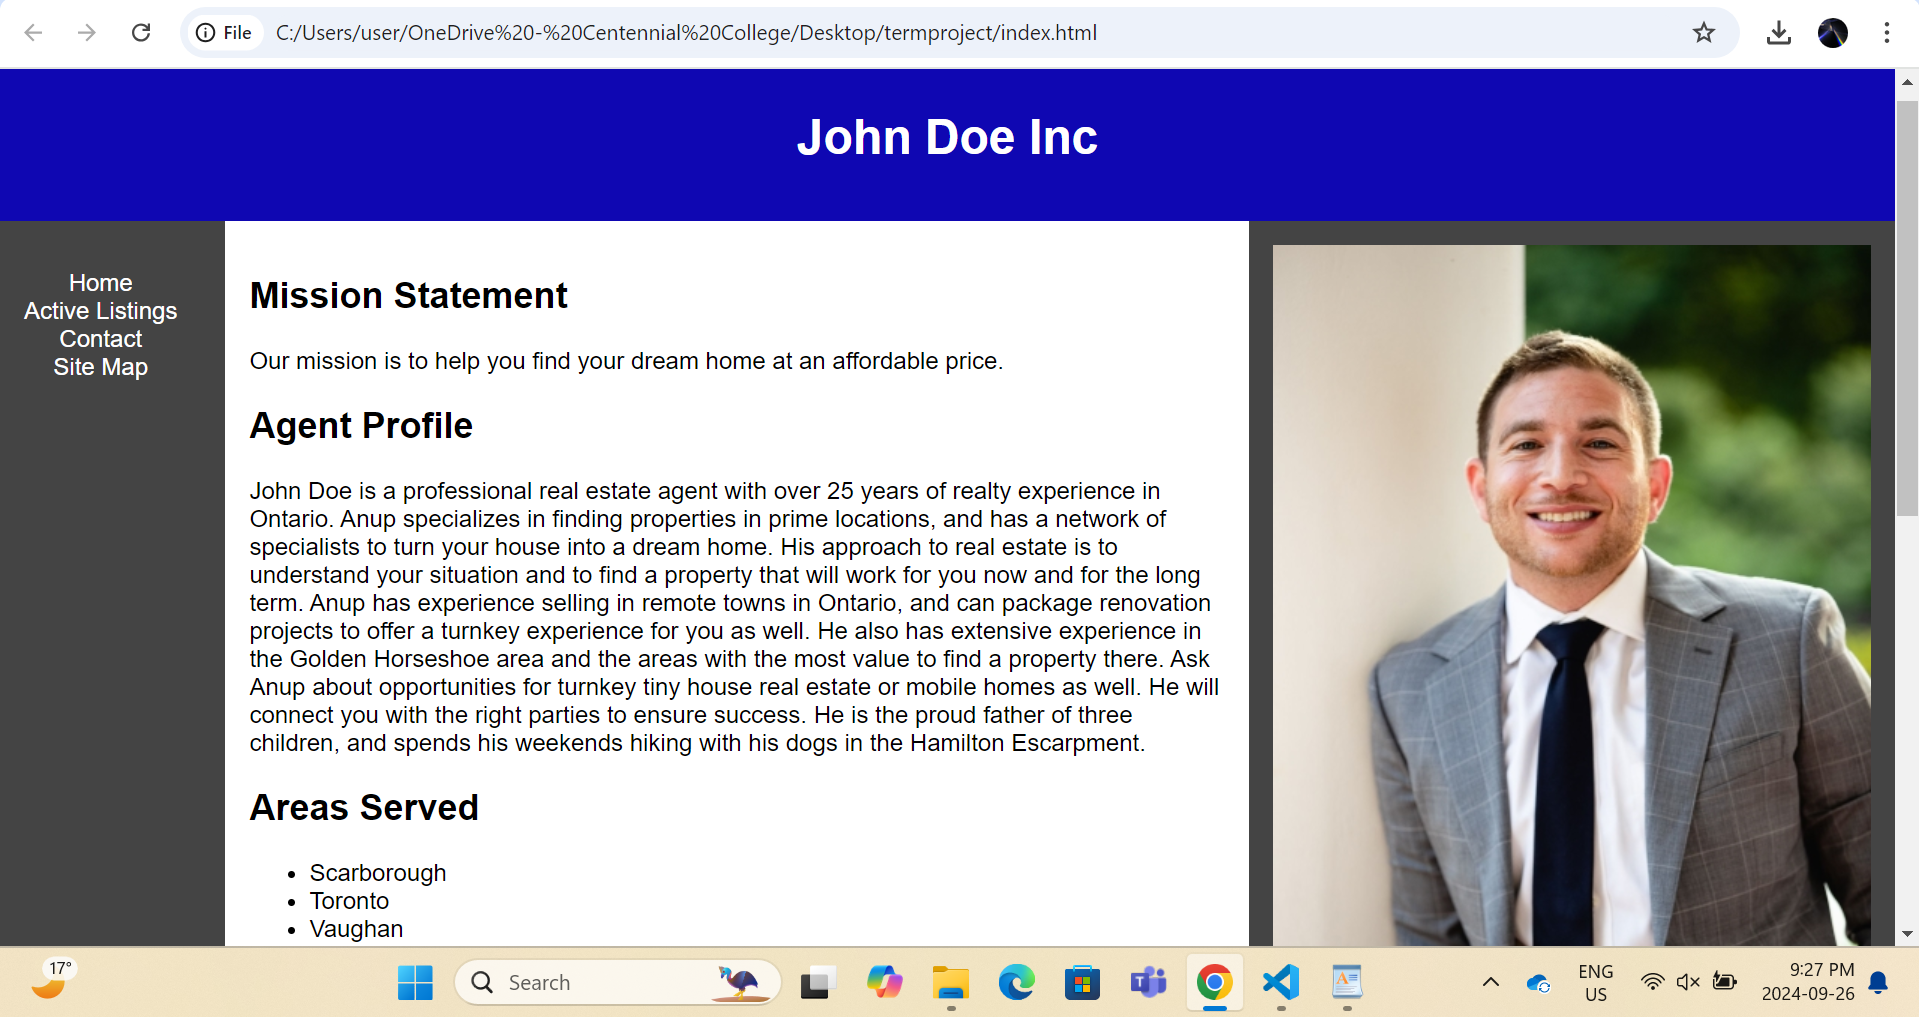 File
C:/Users/user/OneDrive%20-%20Centennial%20College/Desktop/termproject/index.html
John Doe Inc
Home
Active Listings
Contact
Site Map
Mission Statement
Our mission is to help you find your dream home at an affordable price.
Agent Profile
John Doe is a professional real estate agent with over 25 years of realty experience in
Ontario. Anup specializes in finding properties in prime locations, and has a network of
specialists to turn your house into a dream home. His approach to real estate is to
understand your situation and to find a property that will work for you now and for the long
term. Anup has experience selling in remote towns in Ontario, and can package renovation
projects to offer a turnkey experience for you as well. He also has extensive experience in
the Golden Horseshoe area and the areas with the most value to find a property there. Ask
Anup about opportunities for turnkey tiny house real estate or mobile homes as well. He will
connect you with the right parties to ensure success. He is the proud father of three
children, and spends his weekends hiking with his dogs in the Hamilton Escarpment.
Areas Served
• Scarborough
• Toronto
• Vaughan
17°
Search
ENG
US
9:27 PM
2024-09-26